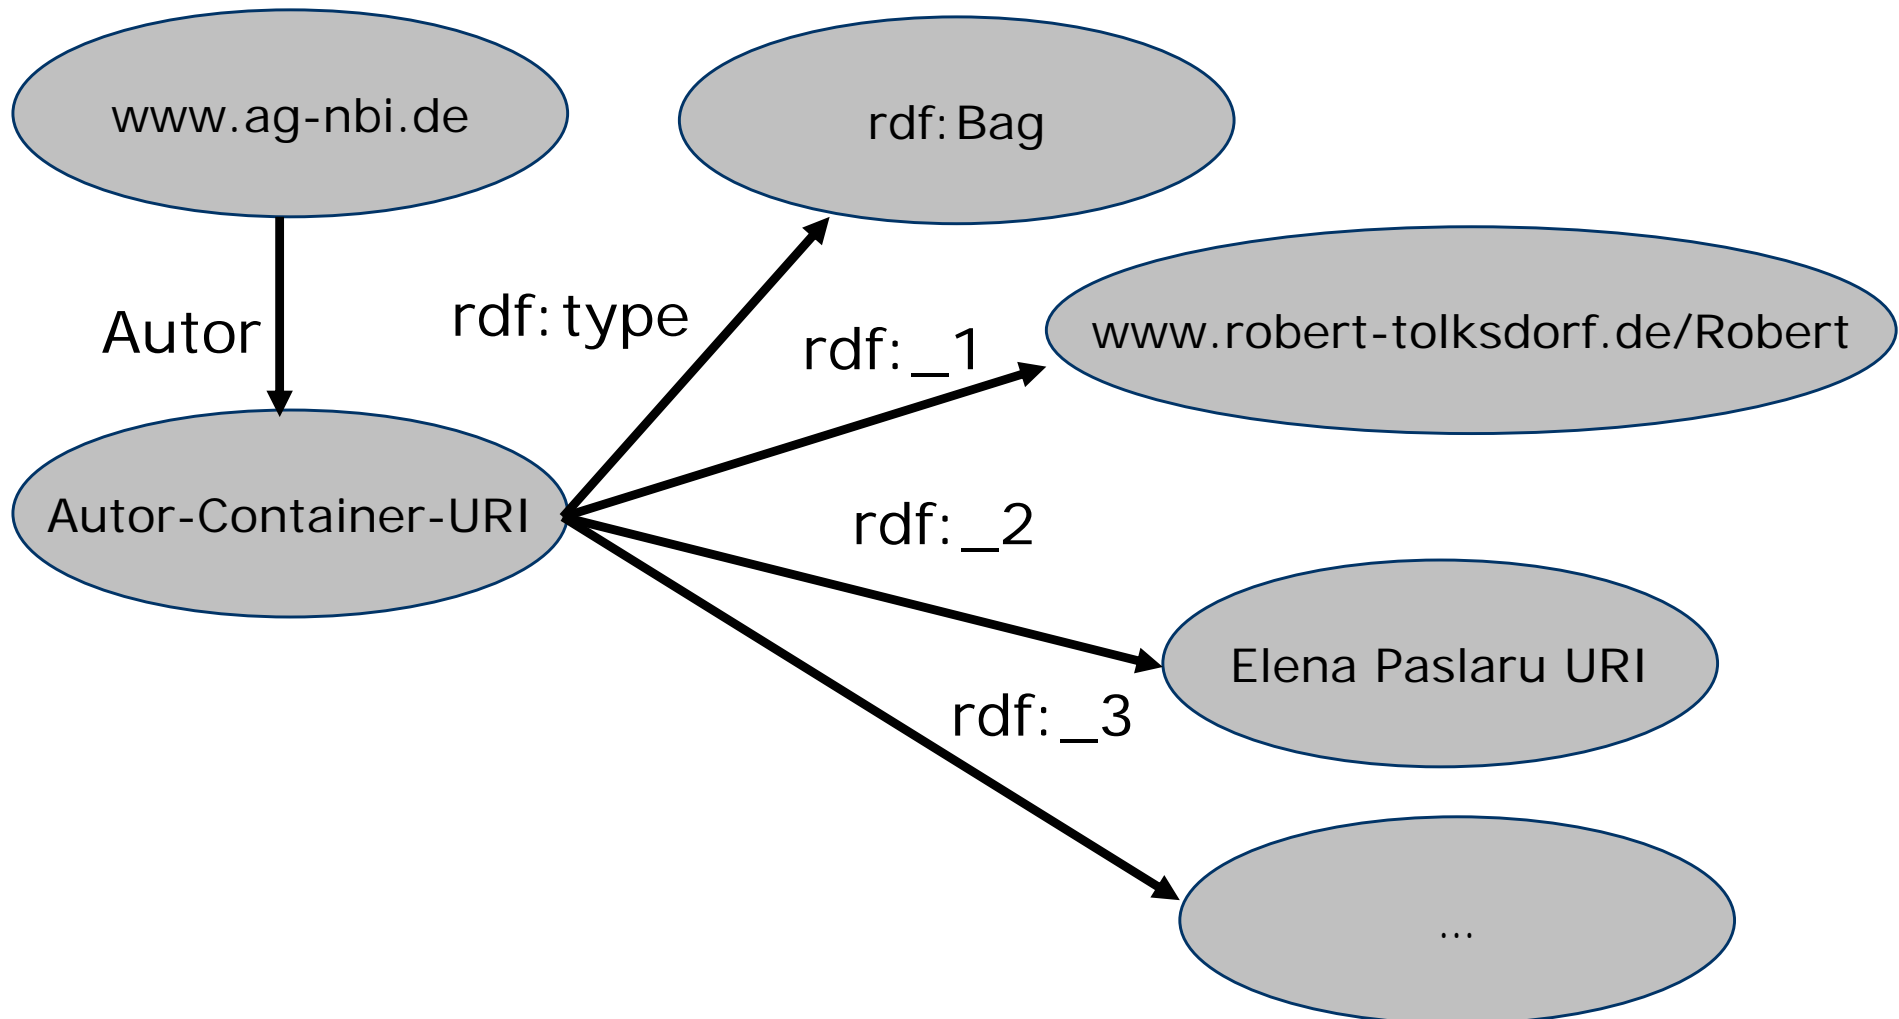 www.ag-nbi.de
rdf:Bag
Autor
rdf:type
rdf:_1
www.robert-tolksdorf.de/Robert
Autor-Container-URI
rdf:_2
Elena Paslaru URI
rdf:_3
...